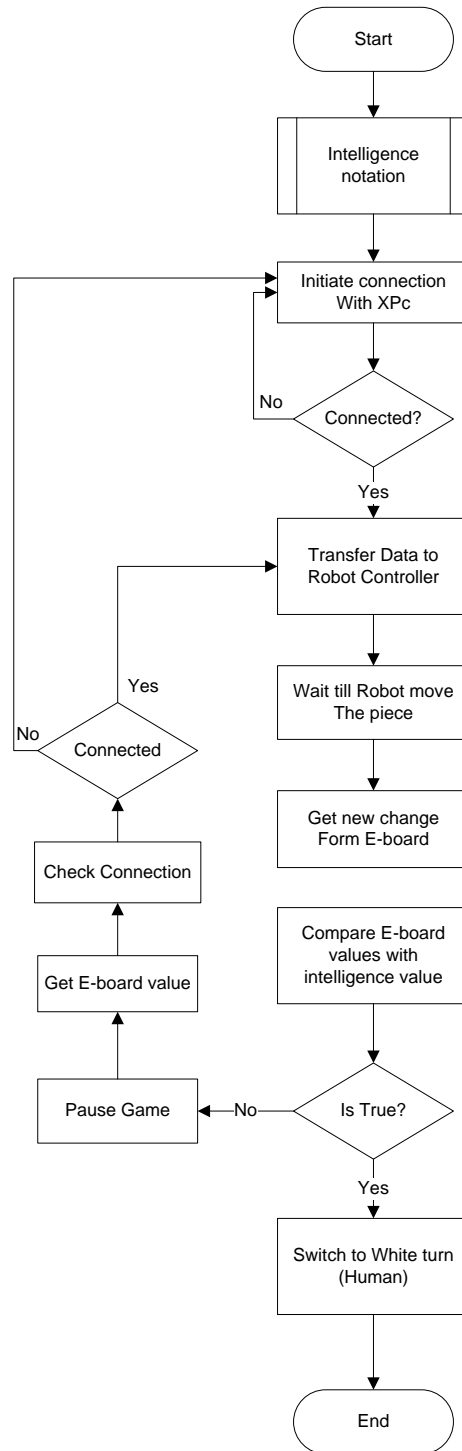 Start
Intelligence
notation
Initiate connection
With XPc
No
Connected?
Yes
Transfer Data to
Robot Controller
Yes
Wait till Robot move
The piece
No
Connected
Get new change
Form E-board
Check Connection
Compare E-board
values with
intelligence value
Get E-board value
Pause Game
No
Is True?
Yes
Switch to White turn
(Human)
End